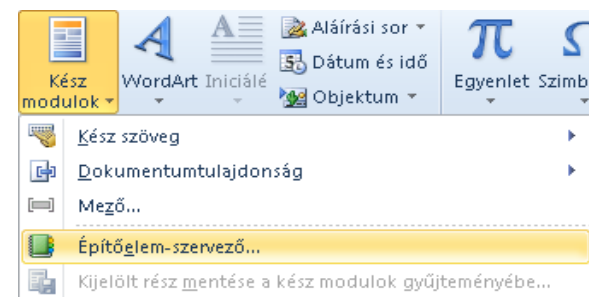 Kész modulok
WordArt
Iniciálé
Aláírási sor
Dátum és idő
Objektum
Egyenlet
Szimb
Kész szöveg
Dokumentumtulajdonság
Mező...
Építőelem-szervező...
Kijelölt rész mentése a kész modulok gyűjteményébe...